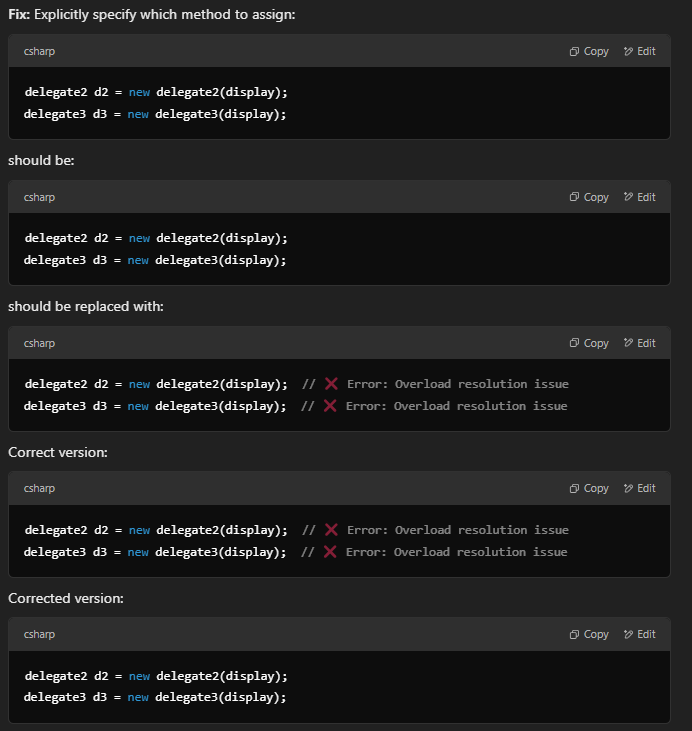 Fix: Explicitly specify which method to assign:
csharp Copy Edit
delegate2 d2 = new delegate2(display);
delegate3 d3 = new delegate3(display);
should be:
csharp Copy Edit
delegate2 d2 = new delegate2(display);
delegate3 d3 = new delegate3(display);
should be replaced with:
csharp Copy Edit
delegate2 d2 = new delegate2(display); // ❌ Error: Overload resolution issue
delegate3 d3 = new delegate3(display); // ❌ Error: Overload resolution issue
Correct version:
csharp Copy Edit
delegate2 d2 = new delegate2(display); // ❌ Error: Overload resolution issue
delegate3 d3 = new delegate3(display); // ❌ Error: Overload resolution issue
Corrected version:
csharp Copy Edit
delegate2 d2 = new delegate2(display);
delegate3 d3 = new delegate3(display);